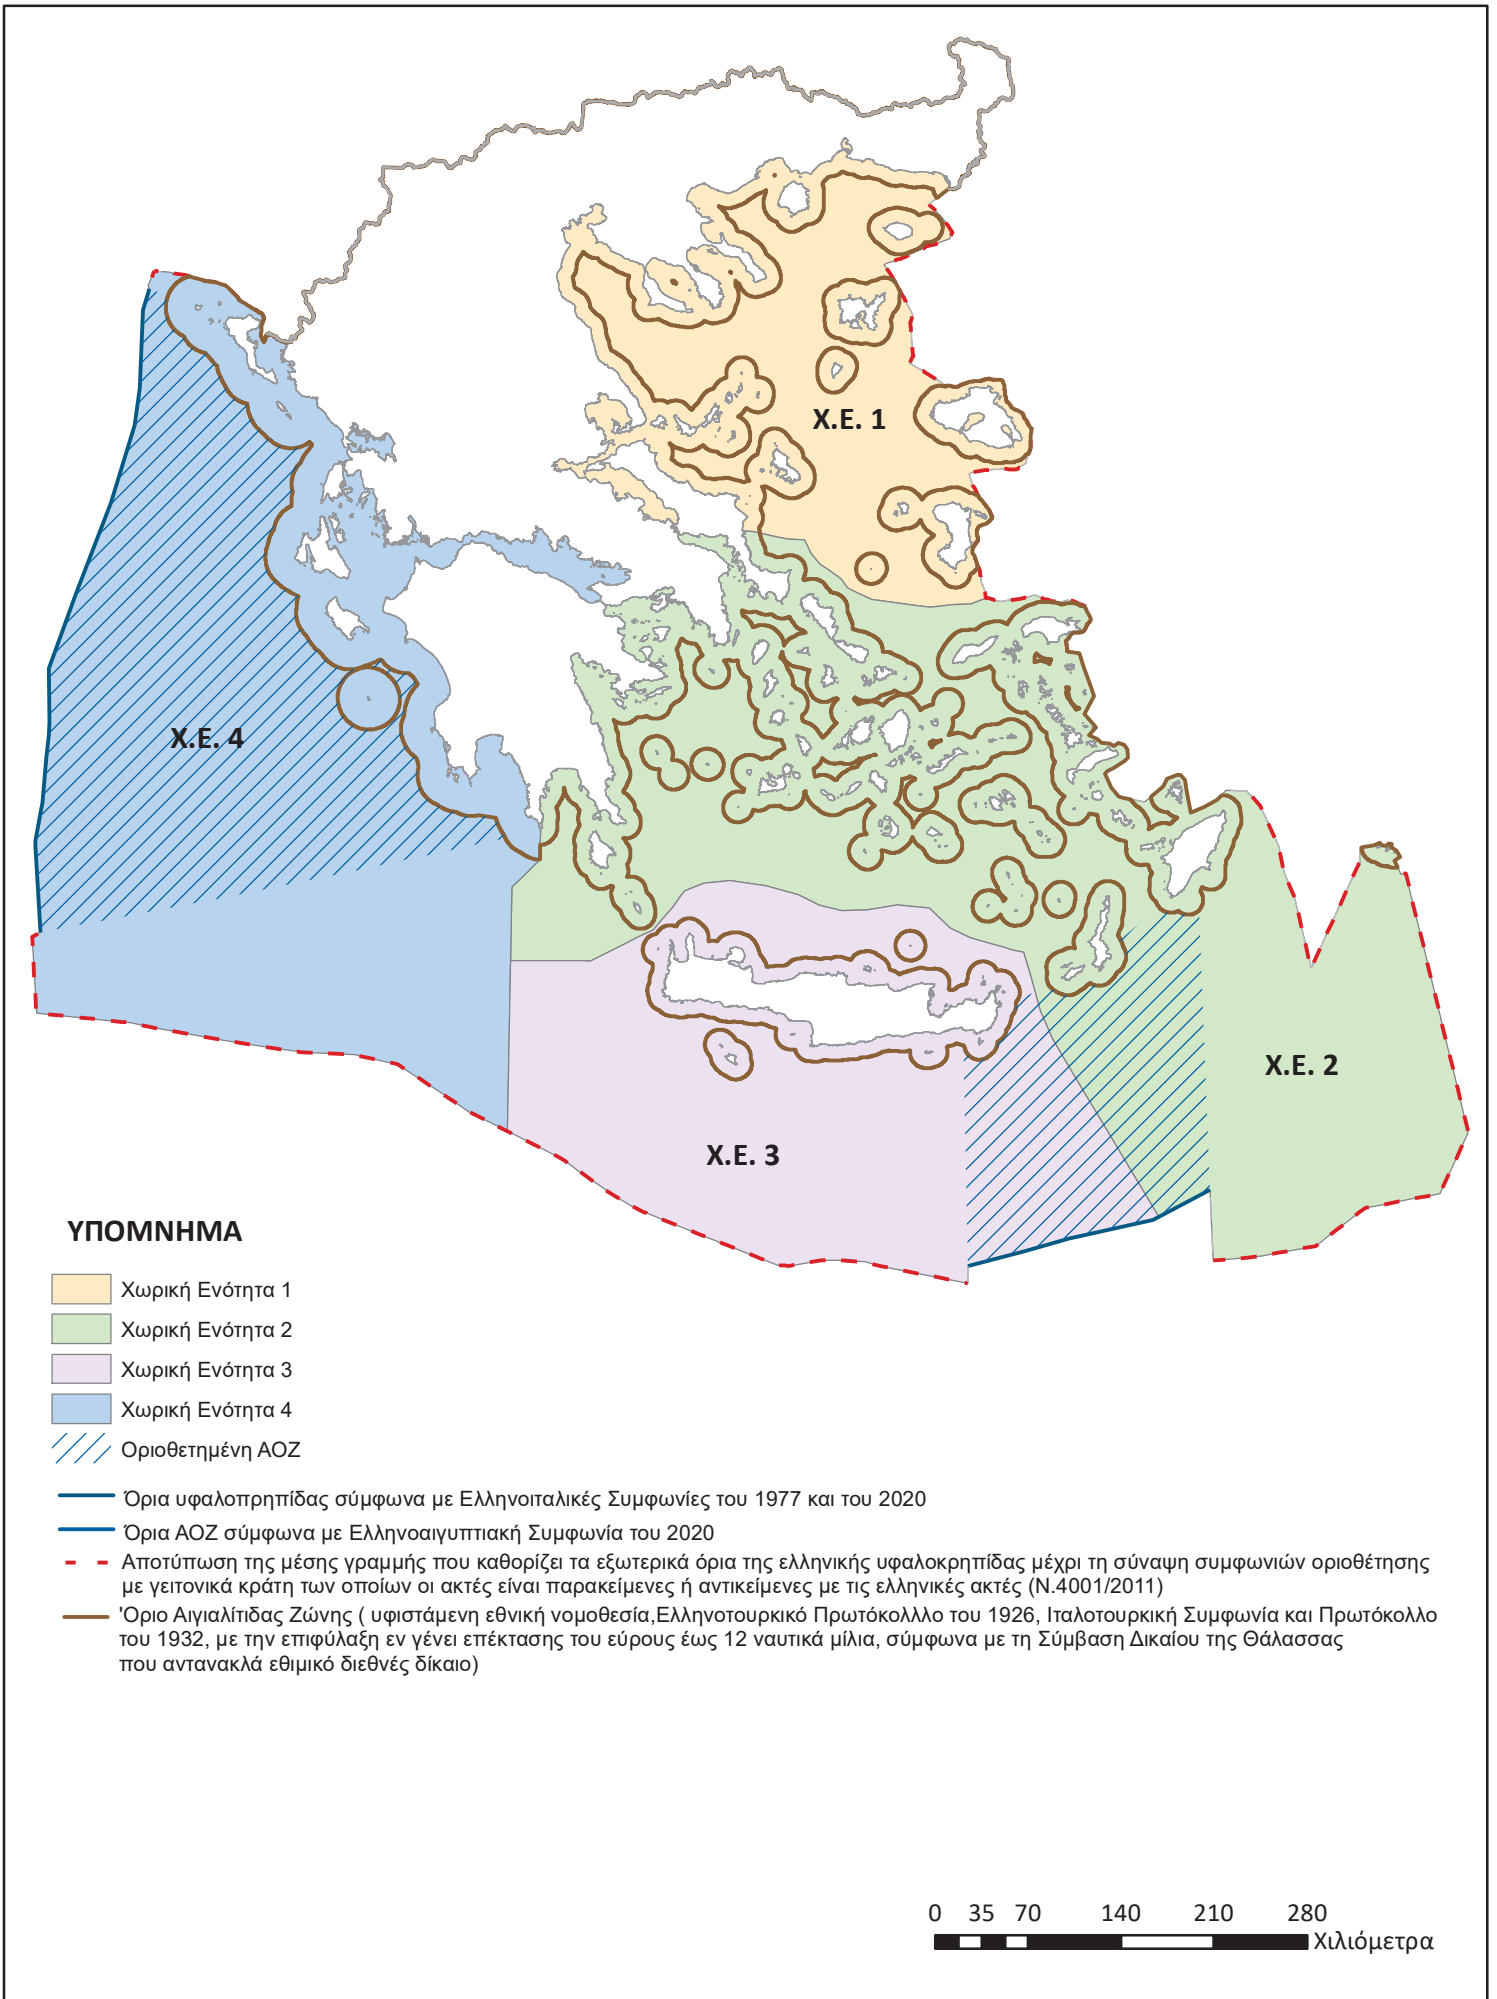 Χ.Ε. 1
Χ.Ε. 4
Χ.Ε. 2
Χ.Ε. 3
ΥΠΟΜΝΗΜΑ
Χωρική Ενότητα 1
Χωρική Ενότητα 2
Χωρική Ενότητα 3
Χωρική Ενότητα 4
Οριοθετημένη ΑΟΖ
Όρια υφαλοπρηπίδας σύμφωνα με Ελληνοιταλικές Συμφωνίες του 1977 και του 2020
Όρια ΑΟΖ σύμφωνα με Ελληνοαιγυπτιακή Συμφωνία του 2020
Αποτύπωση της μέσης γραμμής που καθορίζει τα εξωτερικά όρια της ελληνικής υφαλοκρηπίδας μέχρι τη σύναψη συμφωνιών οριοθέτησης
με γειτονικά κράτη των οποίων οι ακτές είναι παρακείμενες ή αντικείμενες με τις ελληνικές ακτές (Ν.4001/2011)
'Οριο Αιγιαλίτιδας Ζώνης ( υφιστάμενη εθνική νομοθεσία,Ελληνοτουρκικό Πρωτόκολλλο του 1926, Ιταλοτουρκική Συμφωνία και Πρωτόκολλο
του 1932, με την επιφύλαξη εν γένει επέκτασης του εύρους έως 12 ναυτικά μίλια, σύμφωνα με τη Σύμβαση Δικαίου της Θάλασσας
που αντανακλά εθιμικό διεθνές δίκαιο)
0 35 70 140 210 280
Χιλιόμετρα